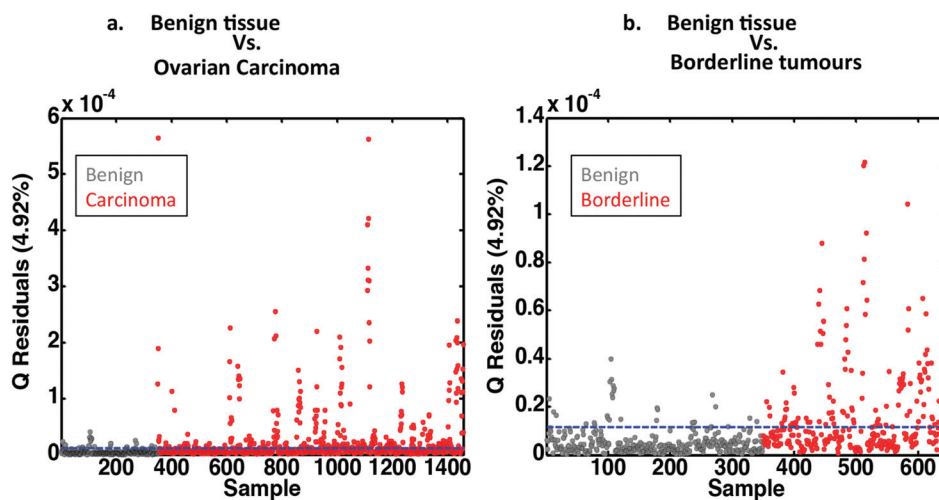 a. Benign tissue
Vs.
Ovarian Carcinoma
x 10-4
6
5
4
3
2
1
0
Q Residuals (4.92%)
Benign
Carcinoma
200 400 600 800 1000 1200 1400
Sample
b. Benign tissue
Vs.
Borderline tumours
x 10-4
1.4
1.2
1
0.8
0.6
0.4
0.2
0
Q Residuals (4.92%)
Benign
Borderline
100 200 300 400 500 600
Sample